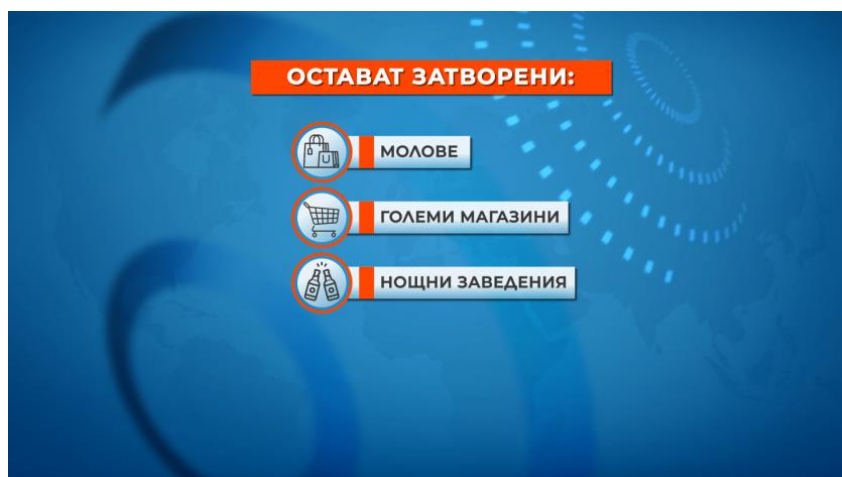 ОСТАВАТ ЗАТВОРЕНИ:
МОЛОВЕ
ГОЛЕМИ МАГАЗИНИ
НОЩНИ ЗАВЕДЕНИЯ